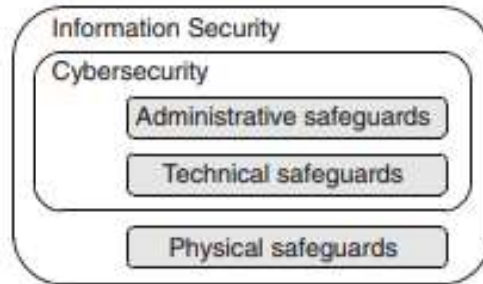 Information Security
Cybersecurity
Administrative safeguards
Technical safeguards
Physical safeguards